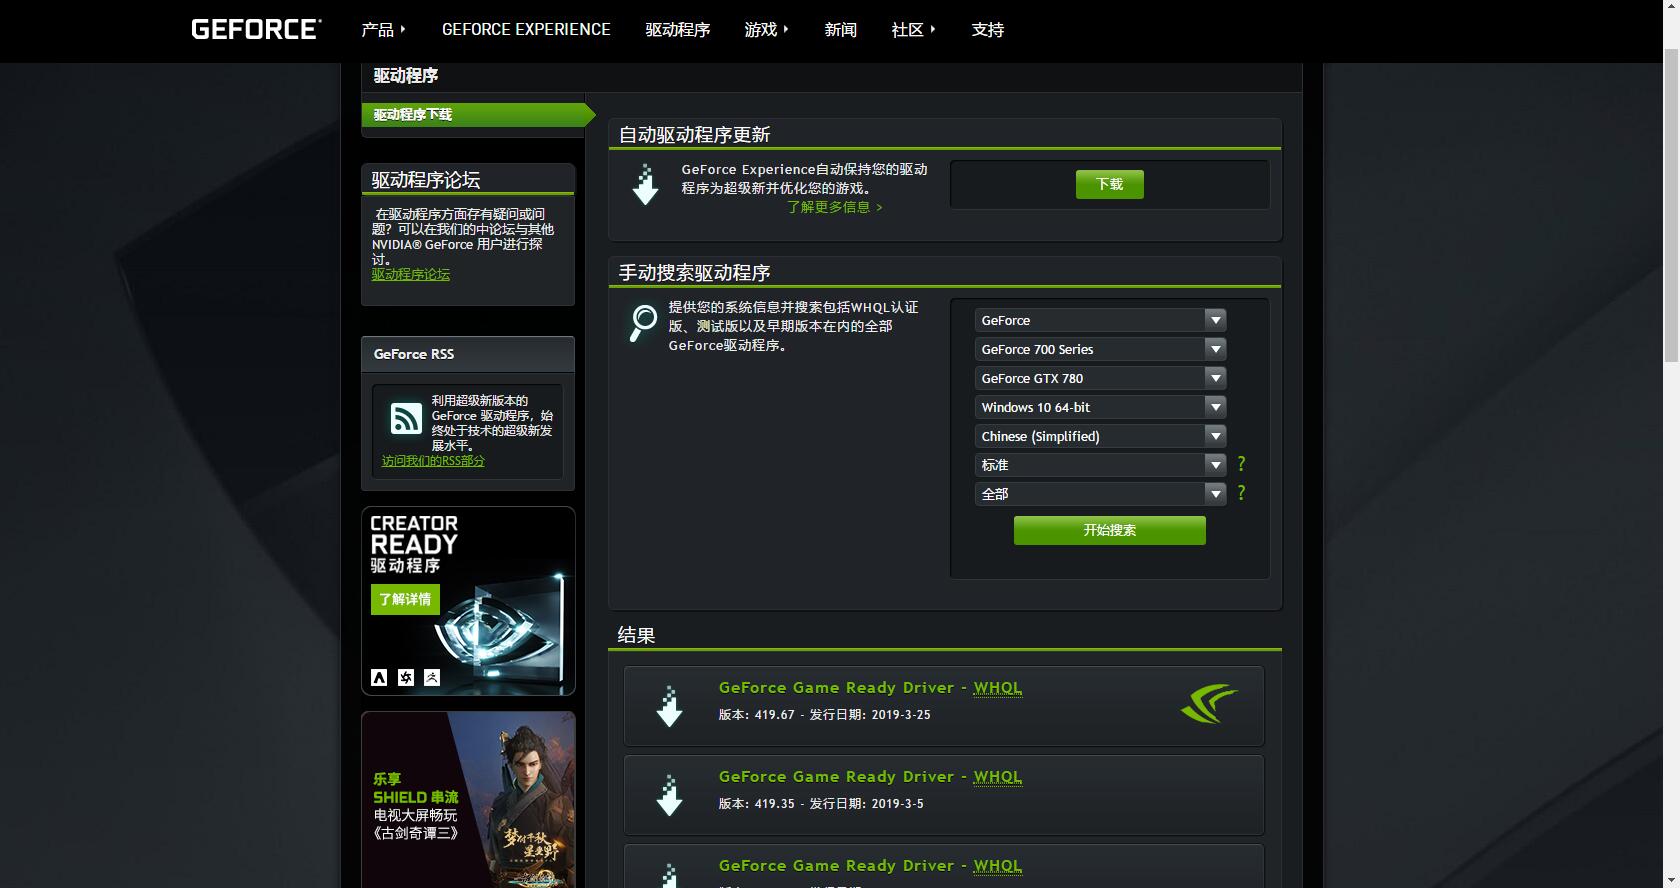 GEFORCE
产品
GEFORCE EXPERIENCE
驱动程序
游戏
新闻
社区
支持
驱动程序
驱动程序下载
驱动程序论坛
在驱动程序方面存有疑问或问
题？可以在我们的中论坛与其他
NVIDIA® GeForce 用户进行探
讨。
驱动程序论坛
GeForce RSS
利用超级新版本的
GeForce 驱动程序，始
终处于技术的超级新发
展水平。
访问我们的RSS部分
CREATOR
READY
驱动程序
了解详情
乐享
SHIELD 串流
电视大屏畅玩
《古剑奇谭三》
梦付千秋
星垂野
自动驱动程序更新
GeForce Experience自动保持您的驱动
程序为超级新并优化您的游戏。
了解更多信息 >
下载
手动搜索驱动程序
提供您的系统信息并搜索包括WHQL认证
版、测试版以及早期版本在内的全部
GeForce驱动程序。
GeForce
GeForce 700 Series
GeForce GTX 780
Windows 10 64-bit
Chinese (Simplified)
标准
?
全部
?
开始搜索
结果
GeForce Game Ready Driver - WHQL
版本: 419.67 - 发行日期: 2019-3-25
GeForce Game Ready Driver - WHQL
版本: 419.35 - 发行日期: 2019-3-5
GeForce Game Ready Driver - WHQL